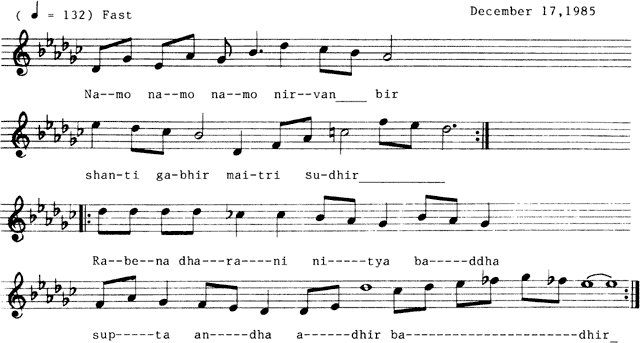 ( ♩ = 132) Fast December 17,1985
Na--mo na--mo na--mo nir--van____ bir
shan-ti ga-bhir mai-tri su-dhir___________
Ra--be--na dha---ra----ni ni-----tya ba-----ddha
sup-----ta an----dha a-----dhir ba----------------------dhir_